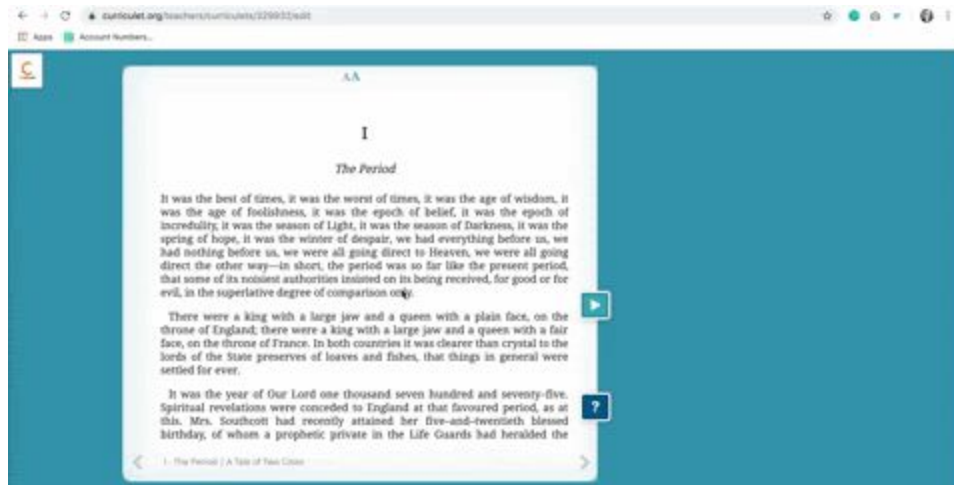 curriculet.org/teachers/curriculets/329932/edit
Apps Account Numbers...
AA
I
The Period
It was the best of times, it was the worst of times, it was the age of wisdom, it
was the age of foolishness, it was the epoch of belief, it was the epoch of
incredulity, it was the season of Light, it was the season of Darkness, it was the
spring of hope, it was the winter of despair, we had everything before us, we
had nothing before us, we were all going direct to Heaven, we were all going
direct the other way—in short, the period was so far like the present period,
that some of its noisiest authorities insisted on its being received, for good or for
evil, in the superlative degree of comparison only.
There were a king with a large jaw and a queen with a plain face, on the
throne of England; there were a king with a large jaw and a queen with a fair
face, on the throne of France. In both countries it was clearer than crystal to the
lords of the State preserves of loaves and fishes, that things in general were
settled for ever.
It was the year of Our Lord one thousand seven hundred and seventy-five.
Spiritual revelations were conceded to England at that favoured period, as at
this. Mrs. Southcott had recently attained her five-and-twentieth blessed
birthday, of whom a prophetic private in the Life Guards had heralded the
?
1 - The Period / A Tale of Two Cities